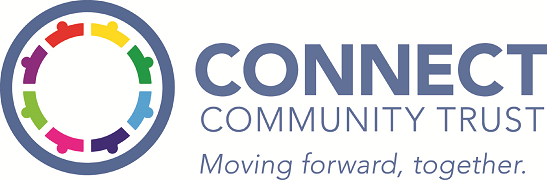 CONNECT
COMMUNITY TRUST
Moving forward, together.